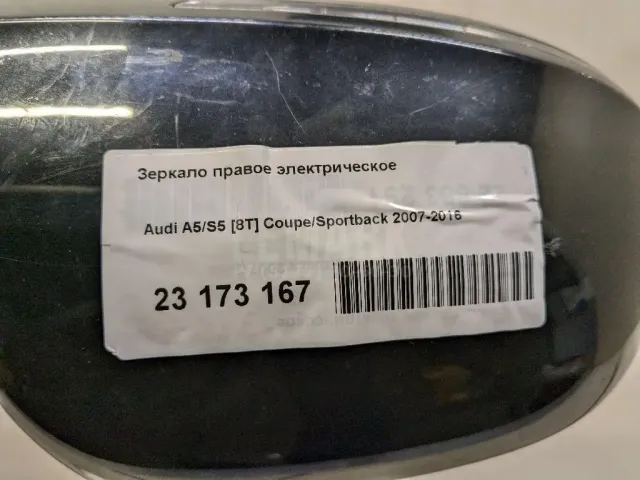 Зеркало правое электрическое
Audi A5/S5 [8T] Coupe/Sportback 2007-2016
23 173 167